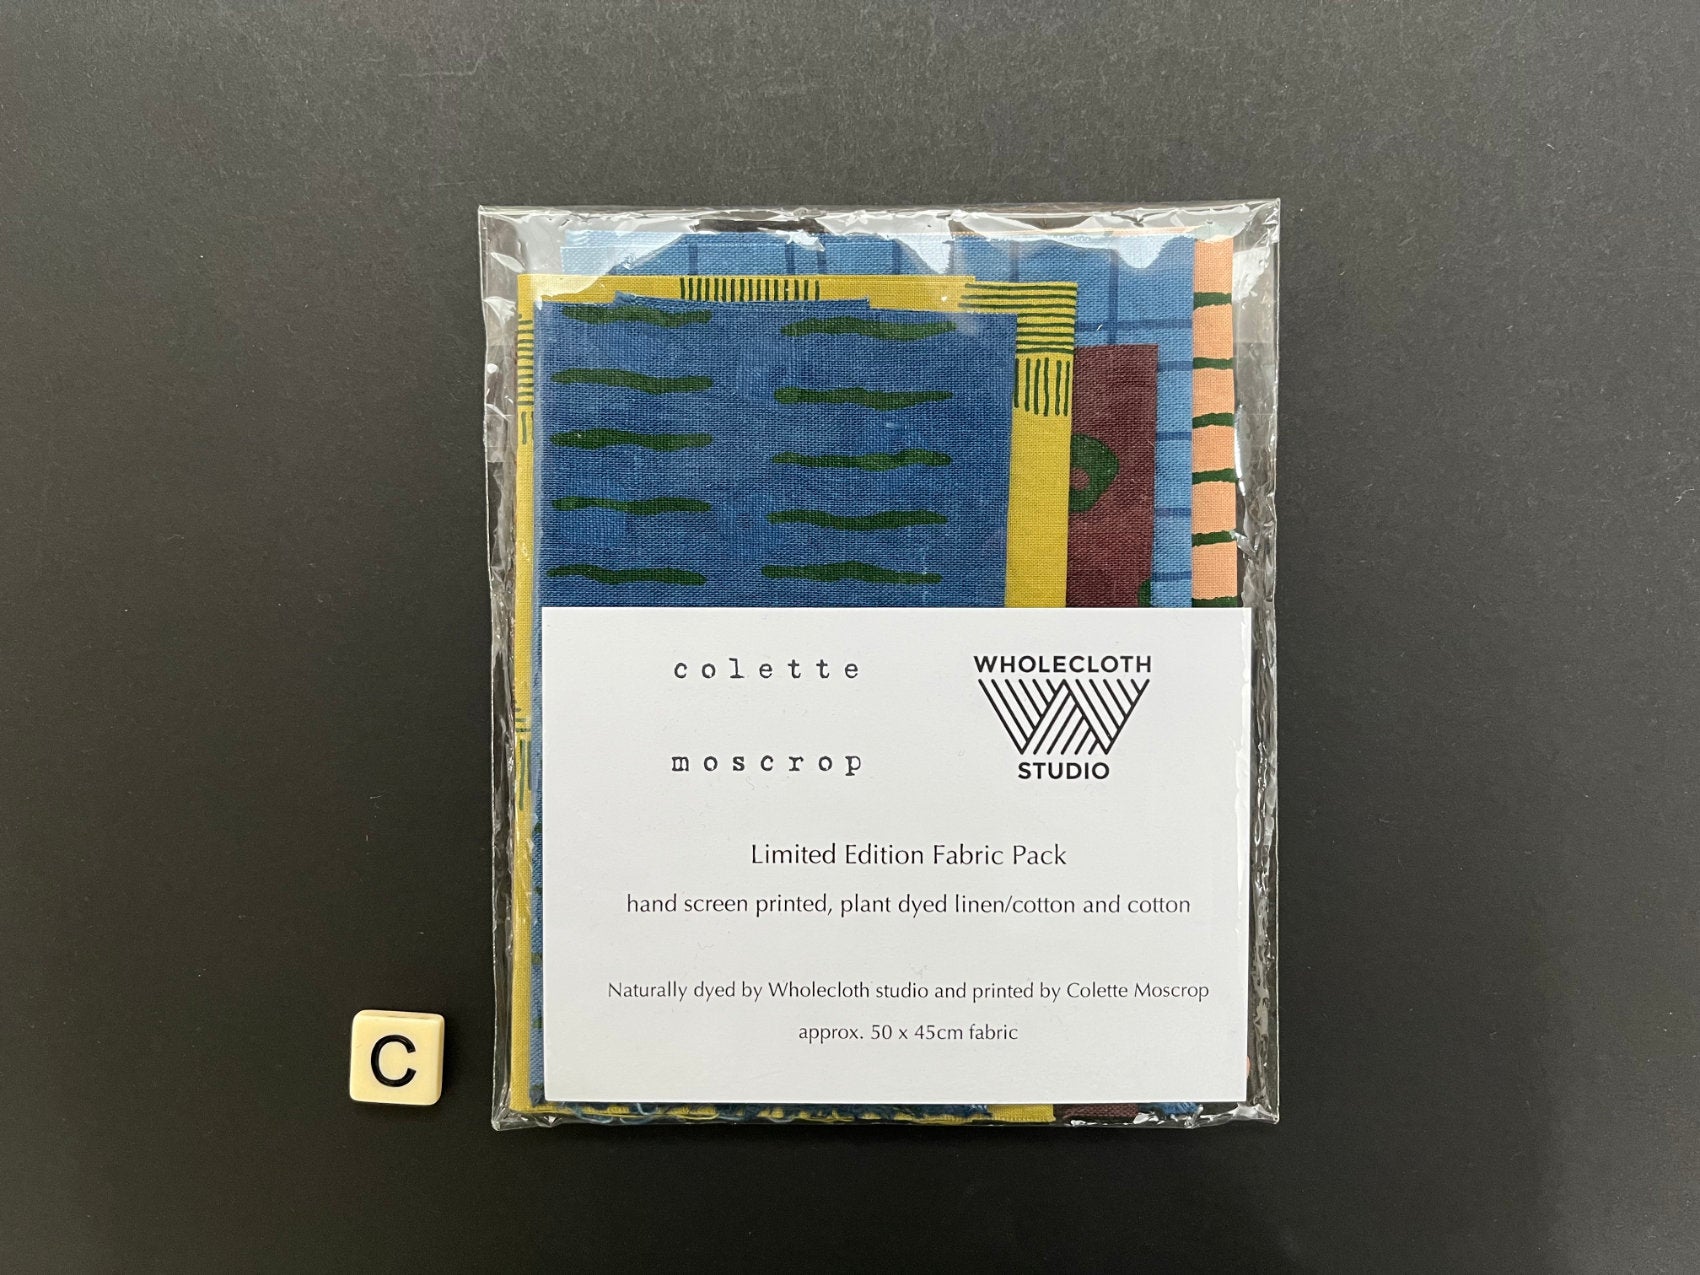 colette
moscrop
WHOLECLOTH
STUDIO
Limited Edition Fabric Pack
hand screen printed, plant dyed linen/cotton and cotton
Naturally dyed by Wholecloth studio and printed by Colette Moscrop
approx. 50 x 45cm fabric
C